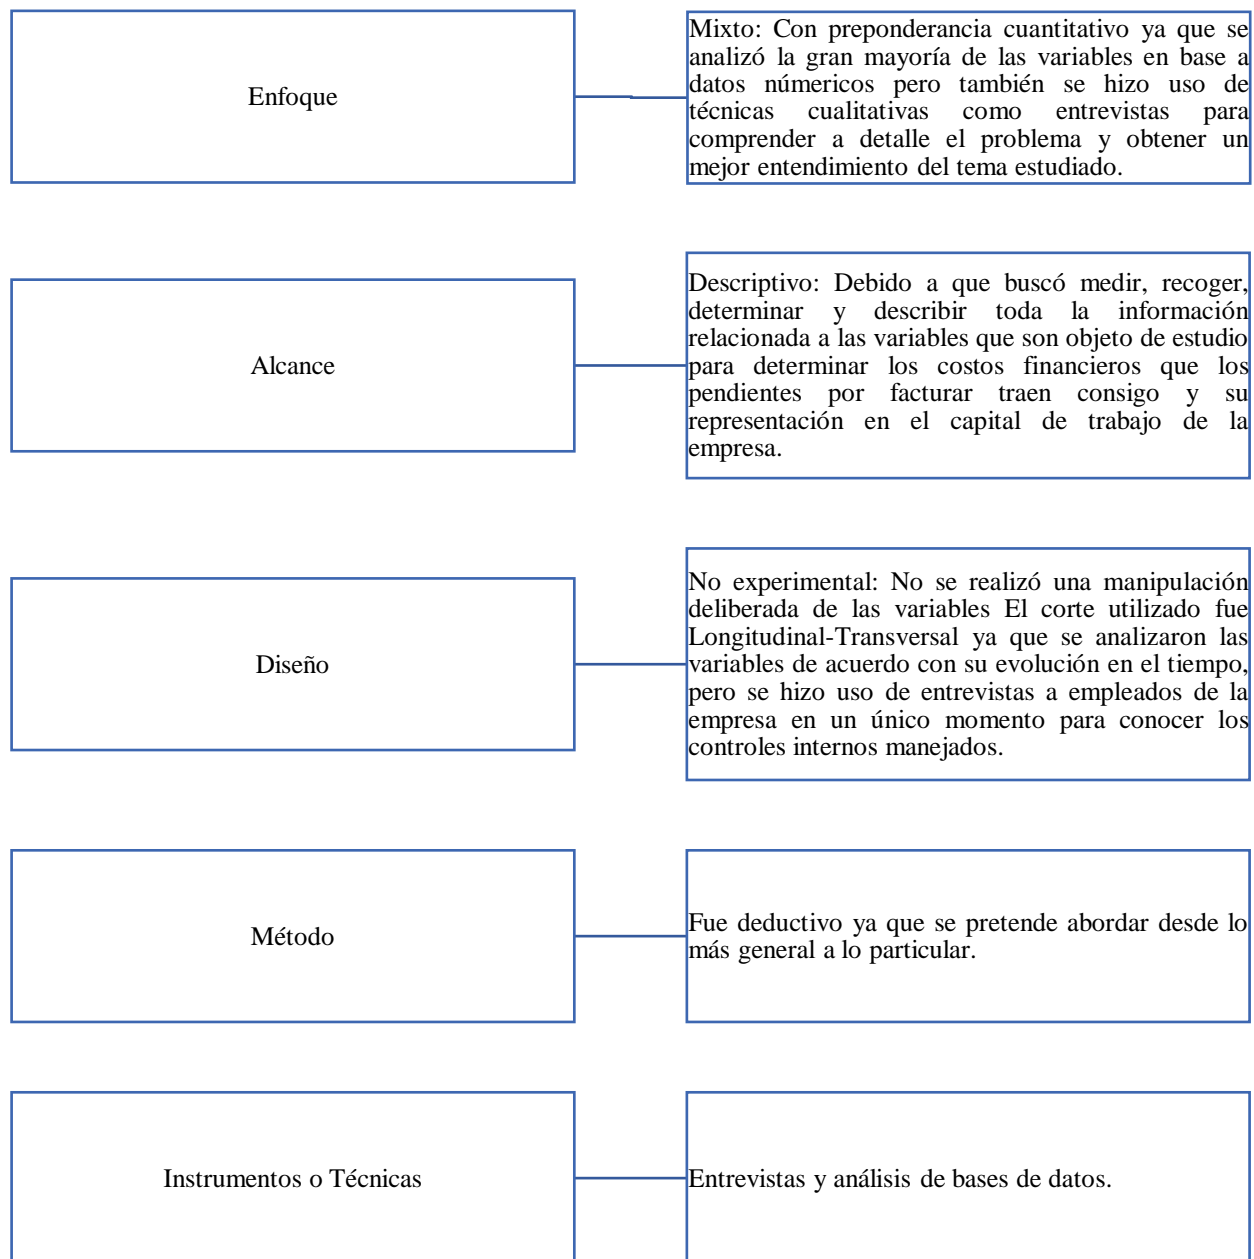 Enfoque
Mixto: Con preponderancia cuantitativo ya que se
analizó la gran mayoría de las variables en base a
datos númericos pero también se hizo uso de
técnicas cualitativas como entrevistas para
comprender a detalle el problema y obtener un
mejor entendimiento del tema estudiado.
Alcance
Descriptivo: Debido a que buscó medir, recoger,
determinar y describir toda la información
relacionada a las variables que son objeto de estudio
para determinar los costos financieros que los
pendientes por facturar traen consigo y su
representación en el capital de trabajo de la
empresa.
Diseño
No experimental: No se realizó una manipulación
deliberada de las variables El corte utilizado fue
Longitudinal-Transversal ya que se analizaron las
variables de acuerdo con su evolución en el tiempo,
pero se hizo uso de entrevistas a empleados de la
empresa en un único momento para conocer los
controles internos manejados.
Método
Fue deductivo ya que se pretende abordar desde lo
más general a lo particular.
Instrumentos o Técnicas
Entrevistas y análisis de bases de datos.